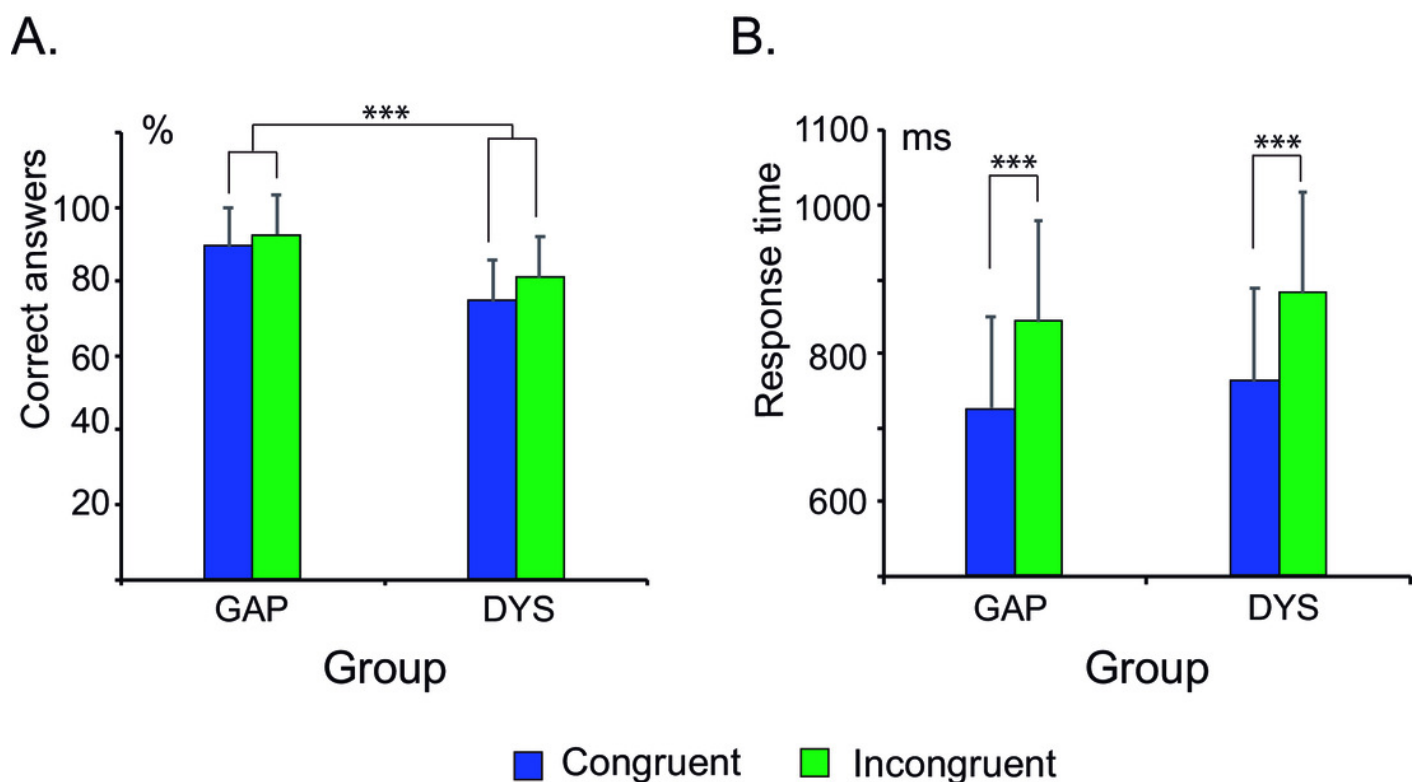 A.
***
%
Correct answers
100
80
60
40
20
GAP DYS
Group
B.
1100
ms
***
***
1000
Response time
800
600
GAP DYS
Group
Congruent Incongruent